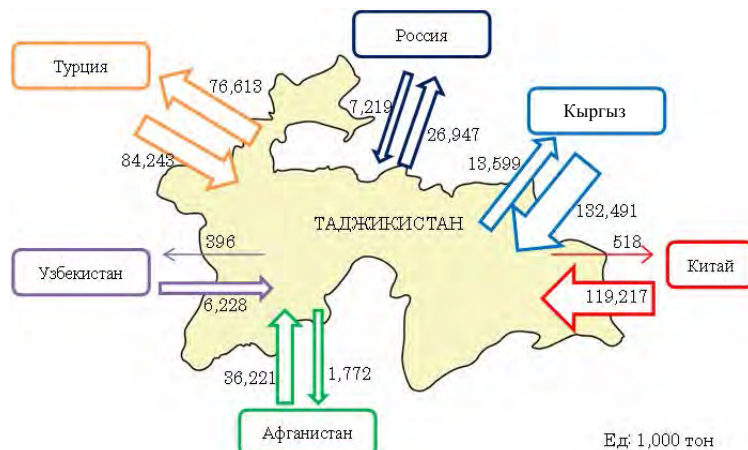 Россия
Турция
76,613
7,219
26,947
Кыргыз
84,243
13,599
132,491
ТАДЖИКИСТАН
396
518
Узбекистан
Китай
6,228
119,217
36,221
1,772
Афганистан
Ед: 1,000 тон